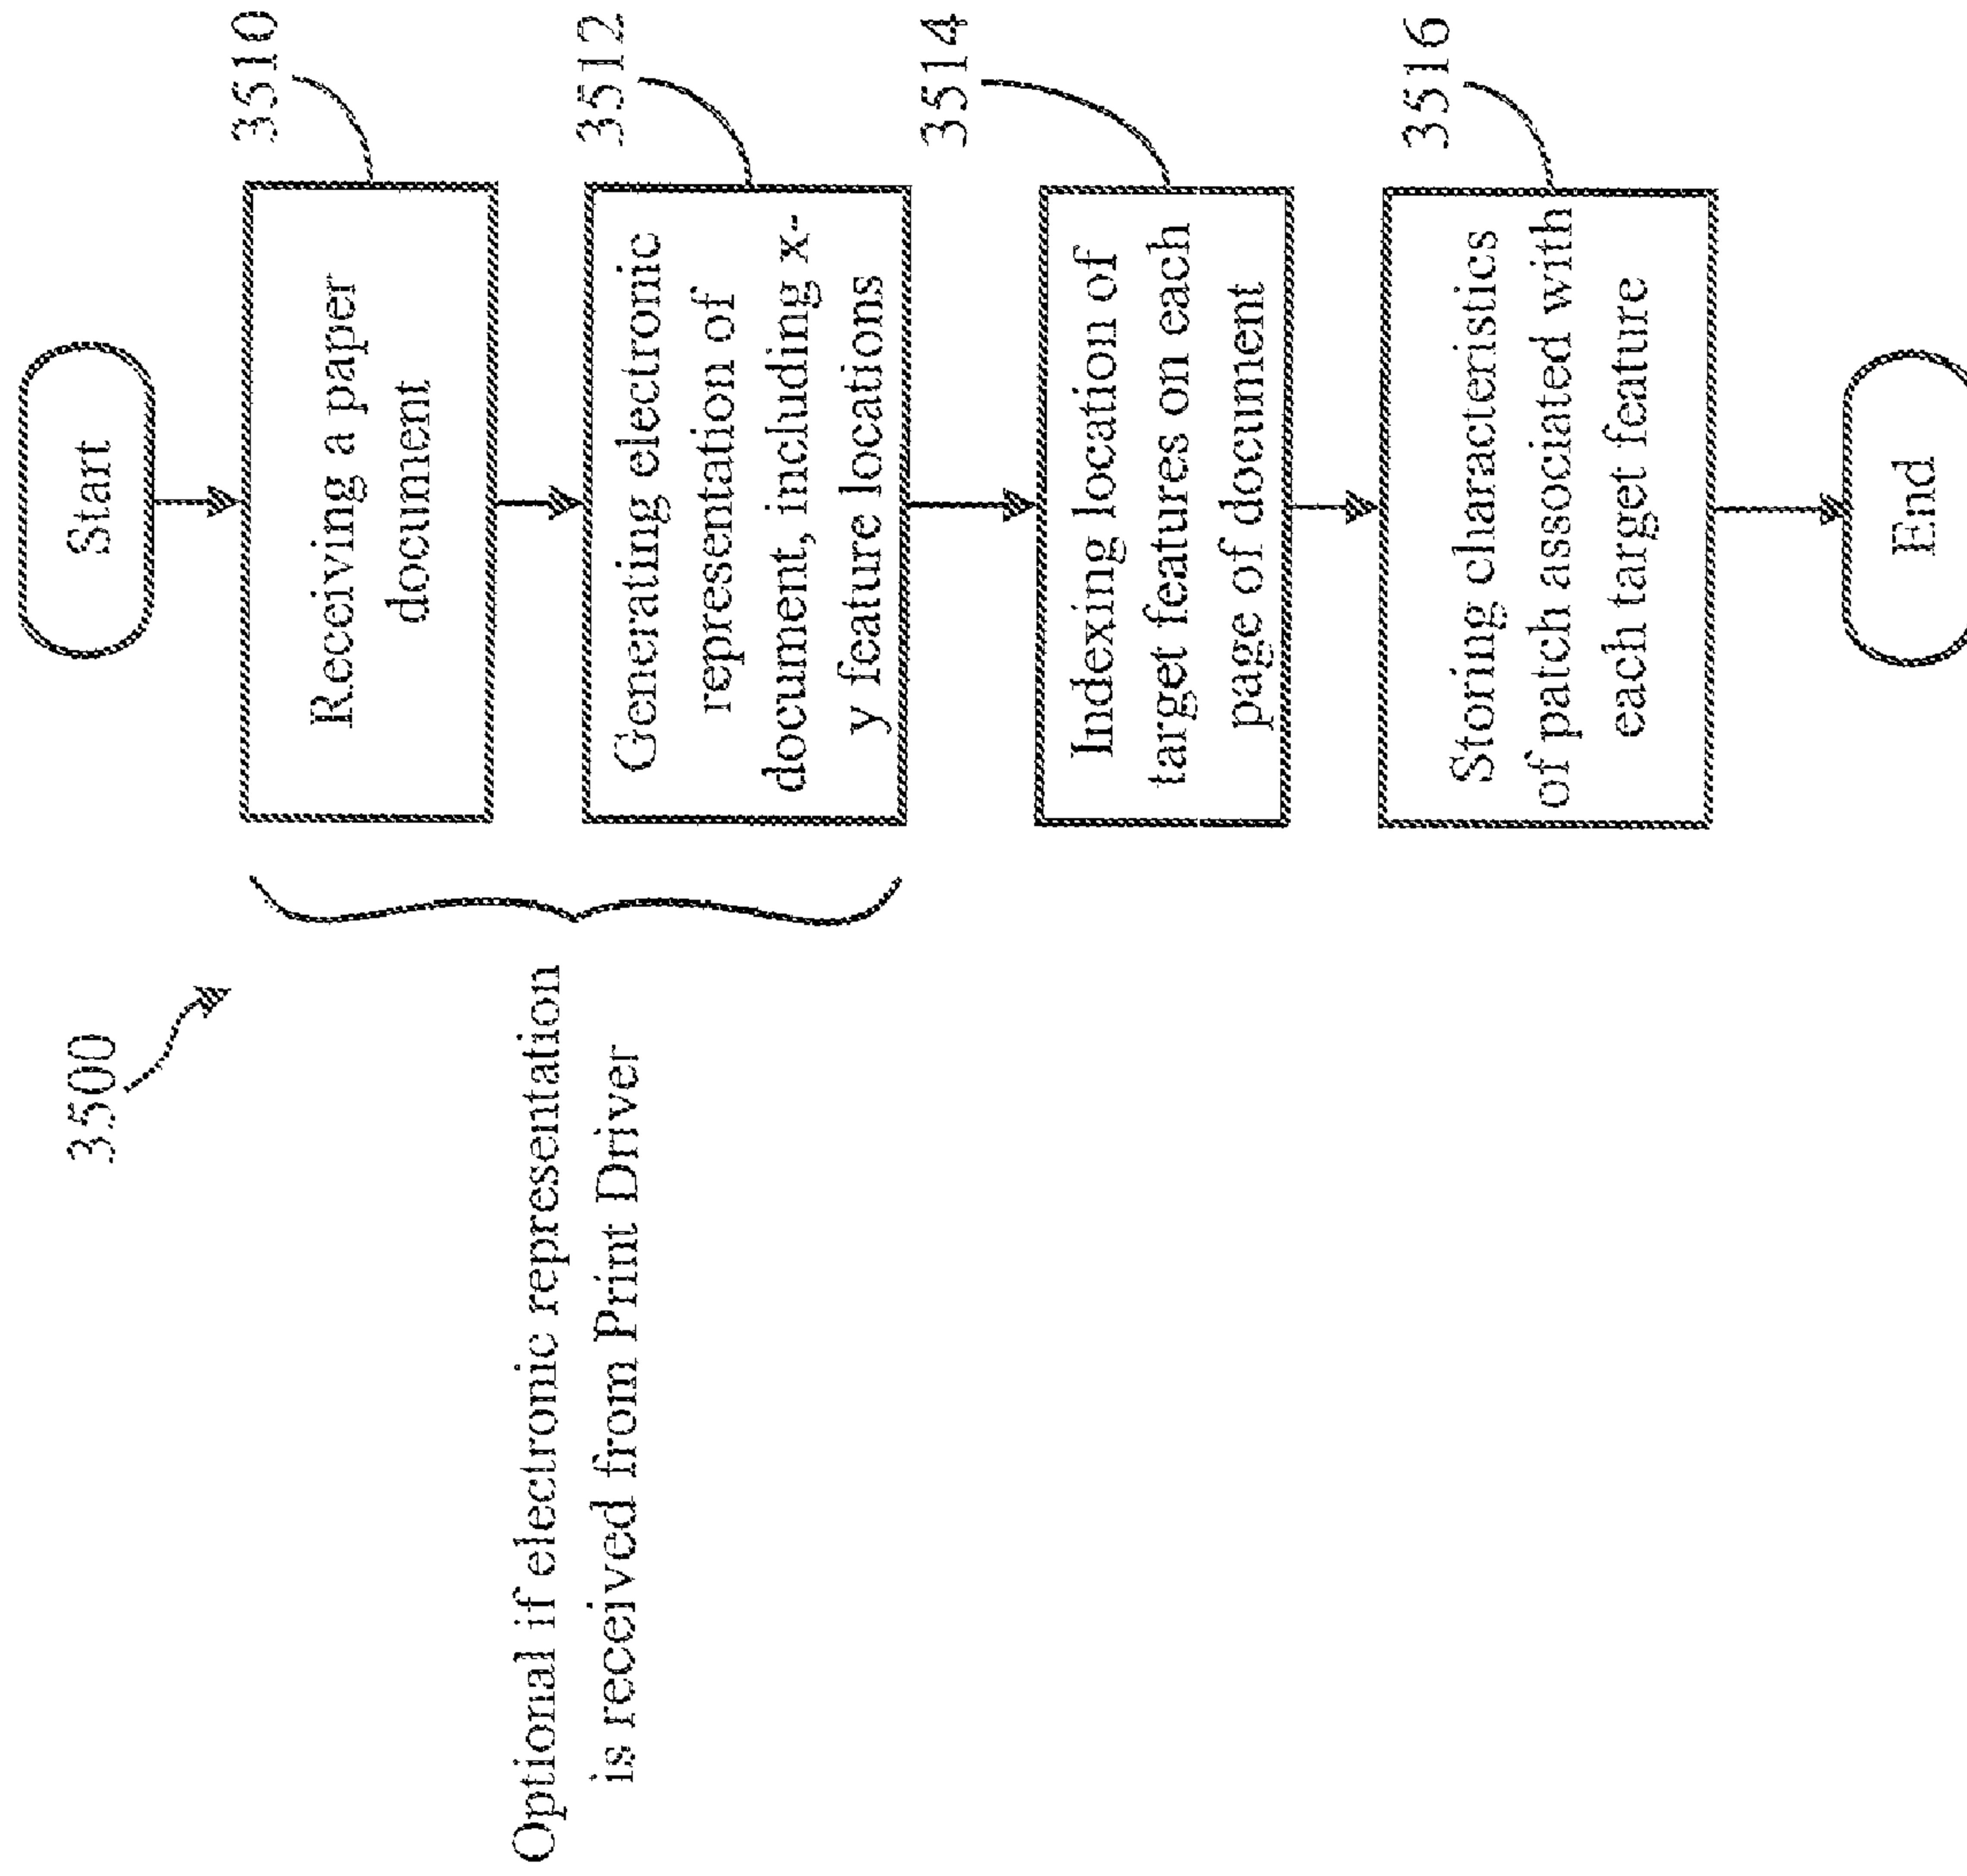 3500
Start
3510
Receiving a paper
document
3512
Generating electronic
representation of
document, including x-
y feature locations
Optional if electronic representation
is received from Print Driver
3514
Indexing location of
target features on each
page of document
3516
Storing characteristics
of patch associated with
each target feature
End